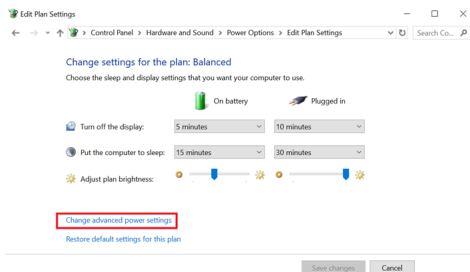 Edit Plan Settings
Control Panel > Hardware and Sound > Power Options > Edit Plan Settings
Search Co...
Change settings for the plan: Balanced
Choose the sleep and display settings that you want your computer to use.
On battery Plugged in
Turn off the display: 5 minutes 10 minutes
Put the computer to sleep: 15 minutes 30 minutes
Adjust plan brightness:
Change advanced power settings
Restore default settings for this plan
Save changes Cancel